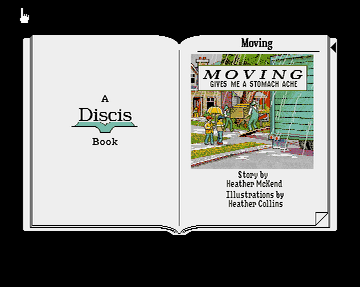 A
Discis
Book
Moving
MOVING
GIVES ME A STOMACH ACHE
Story by
Heather McKend
Illustrations by
Heather Collins